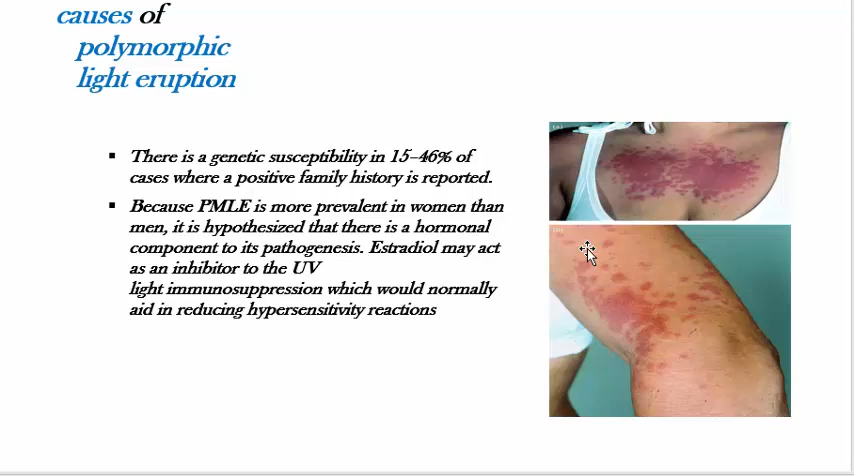 causes of
polymorphic
light eruption
There is a genetic susceptibility in 15–46% of
cases where a positive family history is reported.
Because PMLE is more prevalent in women than
men, it is hypothesized that there is a hormonal
component to its pathogenesis. Estradiol may act
as an inhibitor to the UV
light immunosuppression which would normally
aid in reducing hypersensitivity reactions